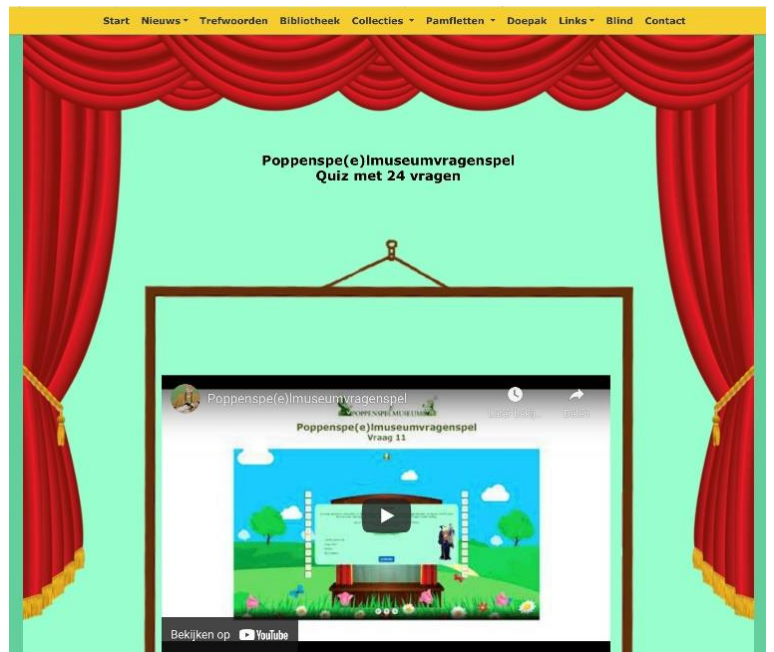 Start Nieuws Trefwoorden Bibliotheek Collecties Pamfletten Doepak Links Blind Contact
Poppenspe(e)lmuseumvragenspel
Quiz met 24 vragen
Poppenspe(e)lmuseumvragenspel
POPPENSPELMUSEUM
Poppenspe(e)lmuseumvragenspel
Vraag 11
Bekijken op YouTube